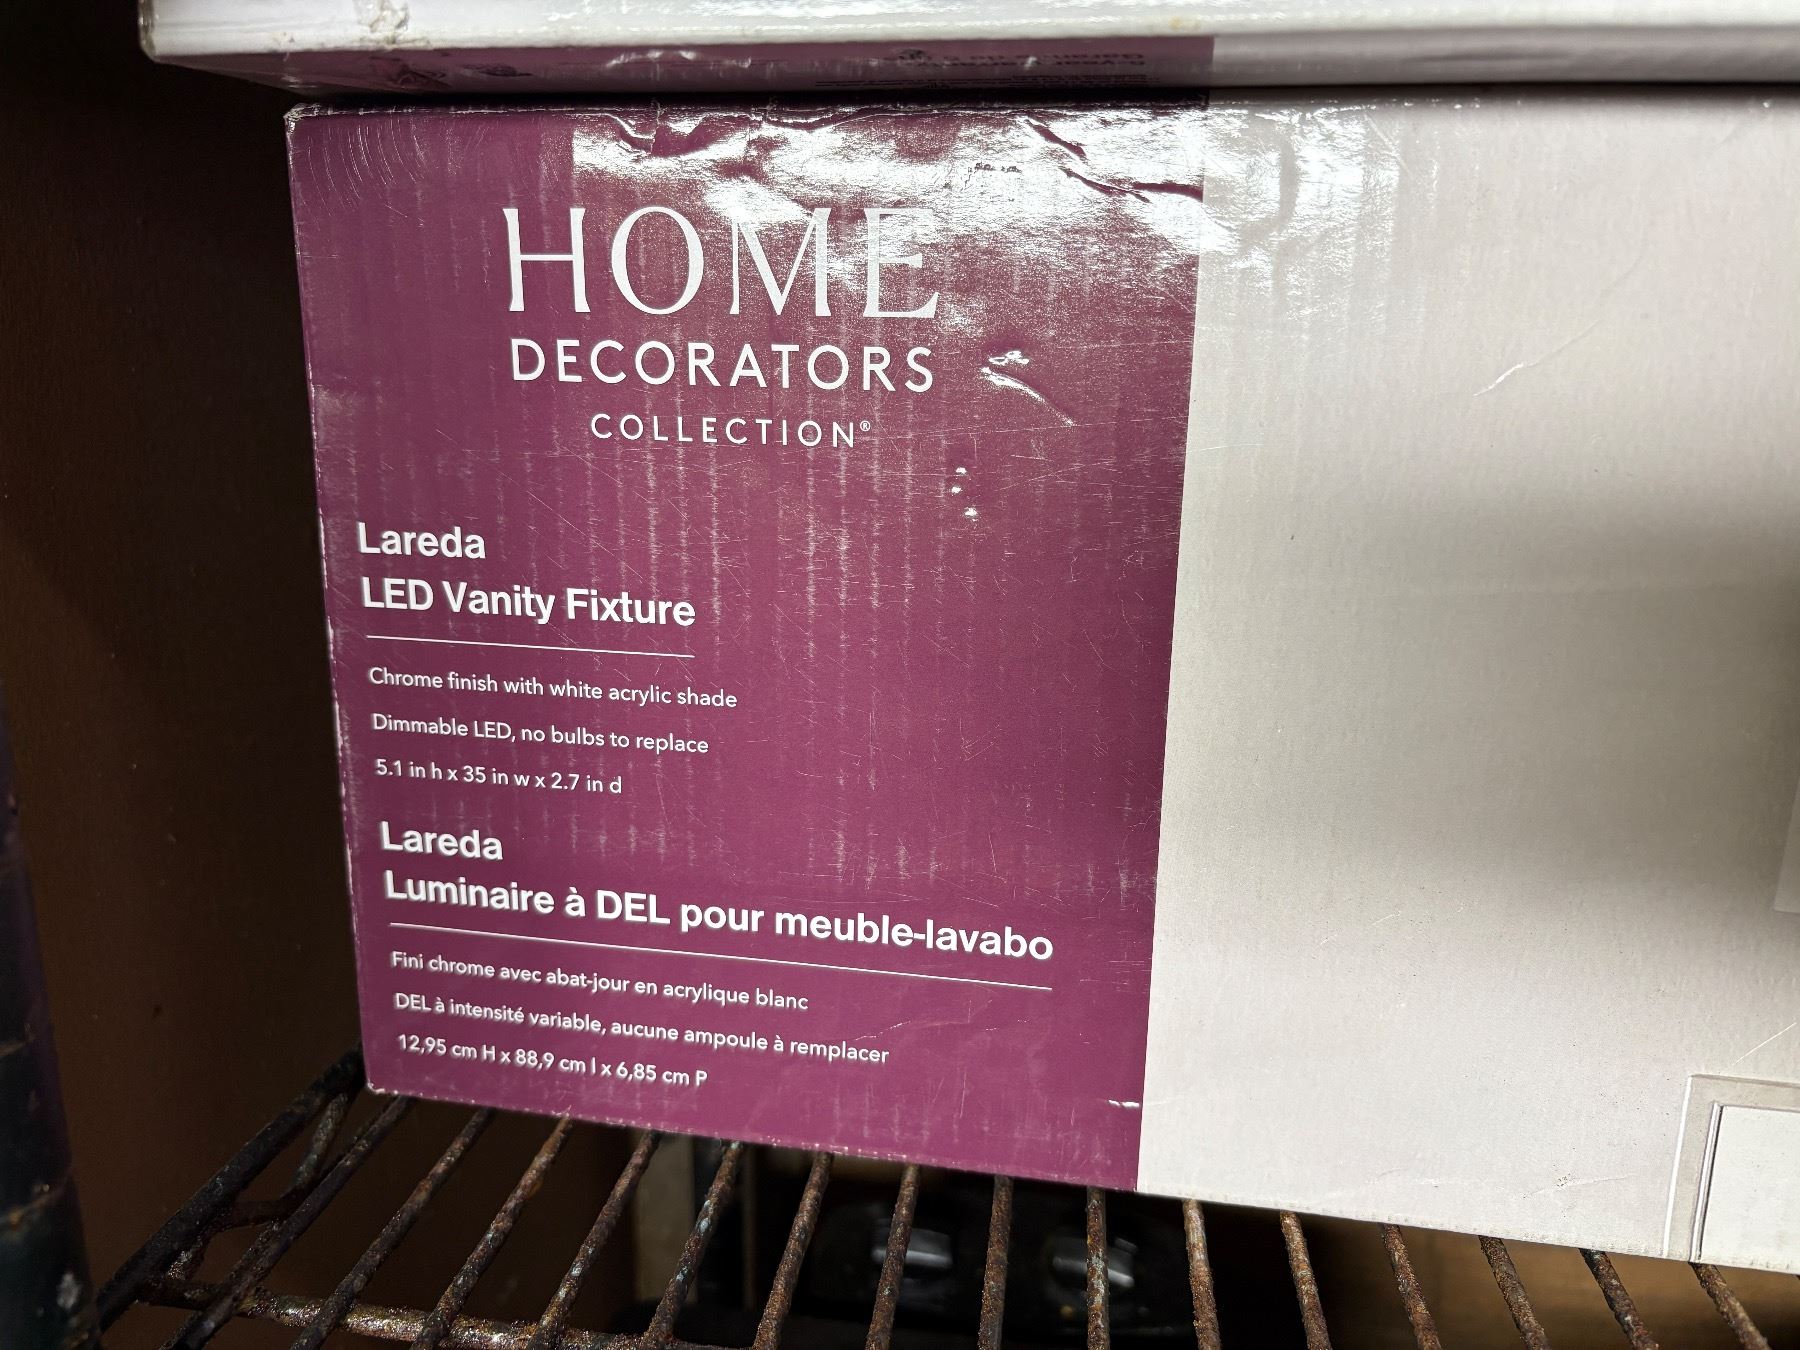 HOME
DECORATORS
COLLECTION®
Lareda
LED Vanity Fixture
Chrome finish with white acrylic shade
Dimmable LED, no bulbs to replace
5.1 in h x 35 in w x 2.7 in d
Lareda
Luminaire à DEL pour meuble-lavabo
Fini chrome avec abat-jour en acrylique blanc
DEL à intensité variable, aucune ampoule à remplacer
12,95 cm H x 88,9 cm l x 6,85 cm P